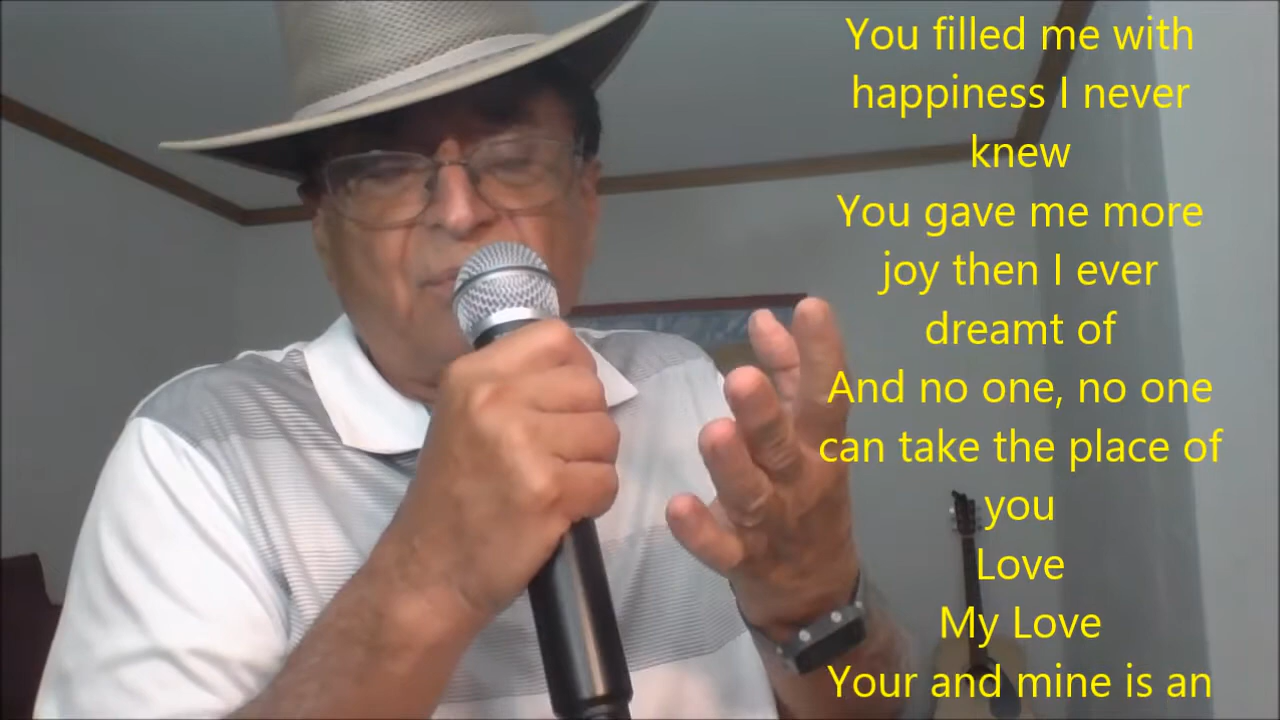 You filled me with
happiness I never
knew
You gave me more
joy then I ever
dreamt of
And no one, no one
can take the place of
you
Love
My Love
Your and mine is an